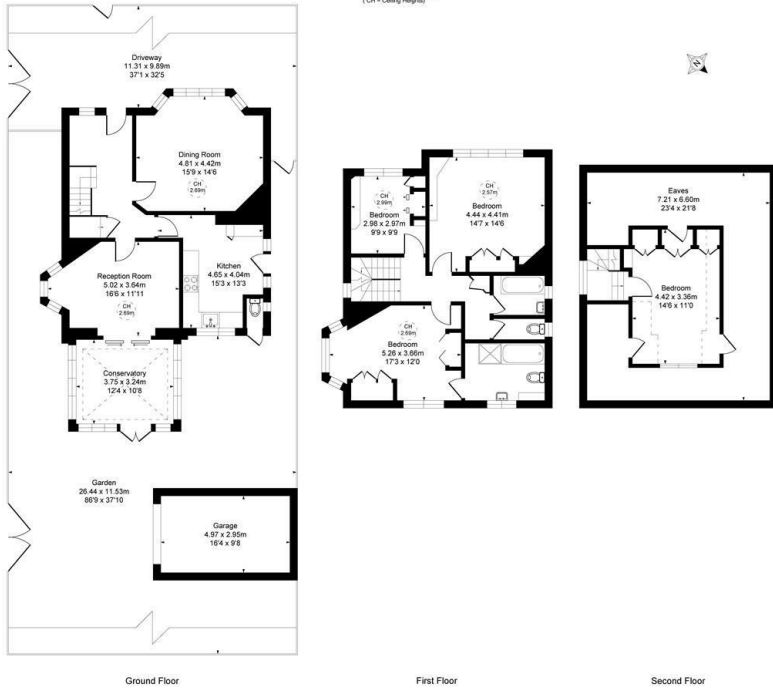 ( CH = Ceiling Heights)
N
Driveway
11.31 x 9.89m
37'1 x 32'5
Dining Room
4.81 x 4.42m
15'9 x 14'6
CH
2.69m
Kitchen
4.65 x 4.04m
15'3 x 13'3
Reception Room
5.02 x 3.64m
16'6 x 11'11
CH
2.69m
Conservatory
3.75 x 3.24m
12'4 x 10'8
Garden
26.44 x 11.53m
86'9 x 37'10
Garage
4.97 x 2.95m
16'4 x 9'8
Ground Floor
CH
2.99m
Bedroom
2.98 x 2.97m
9'9 x 9'9
CH
2.57m
Bedroom
4.44 x 4.41m
14'7 x 14'6
CH
2.69m
Bedroom
5.26 x 3.66m
17'3 x 12'0
First Floor
Eaves
7.21 x 6.60m
23'4 x 21'8
Bedroom
4.42 x 3.36m
14'6 x 11'0
Second Floor